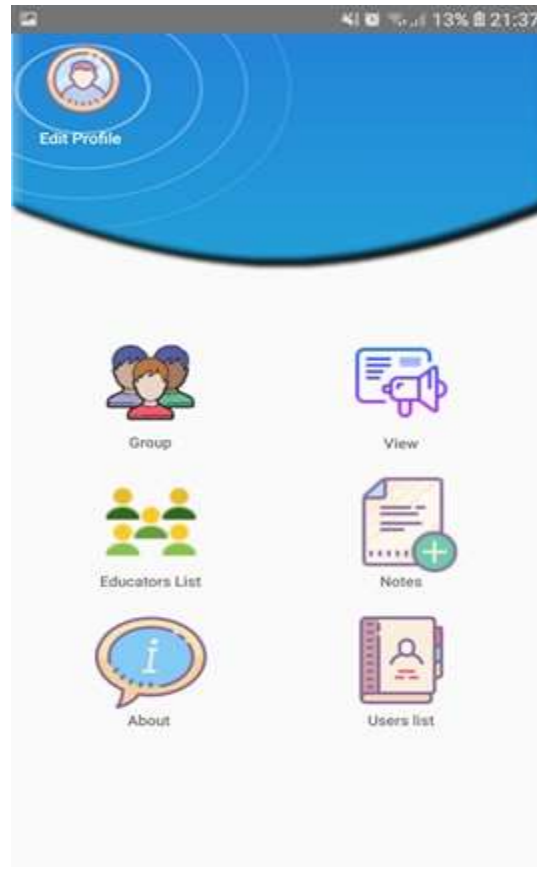 13% 21:37
Edit Profile
Group
View
Educators List
Notes
i
About
Users list